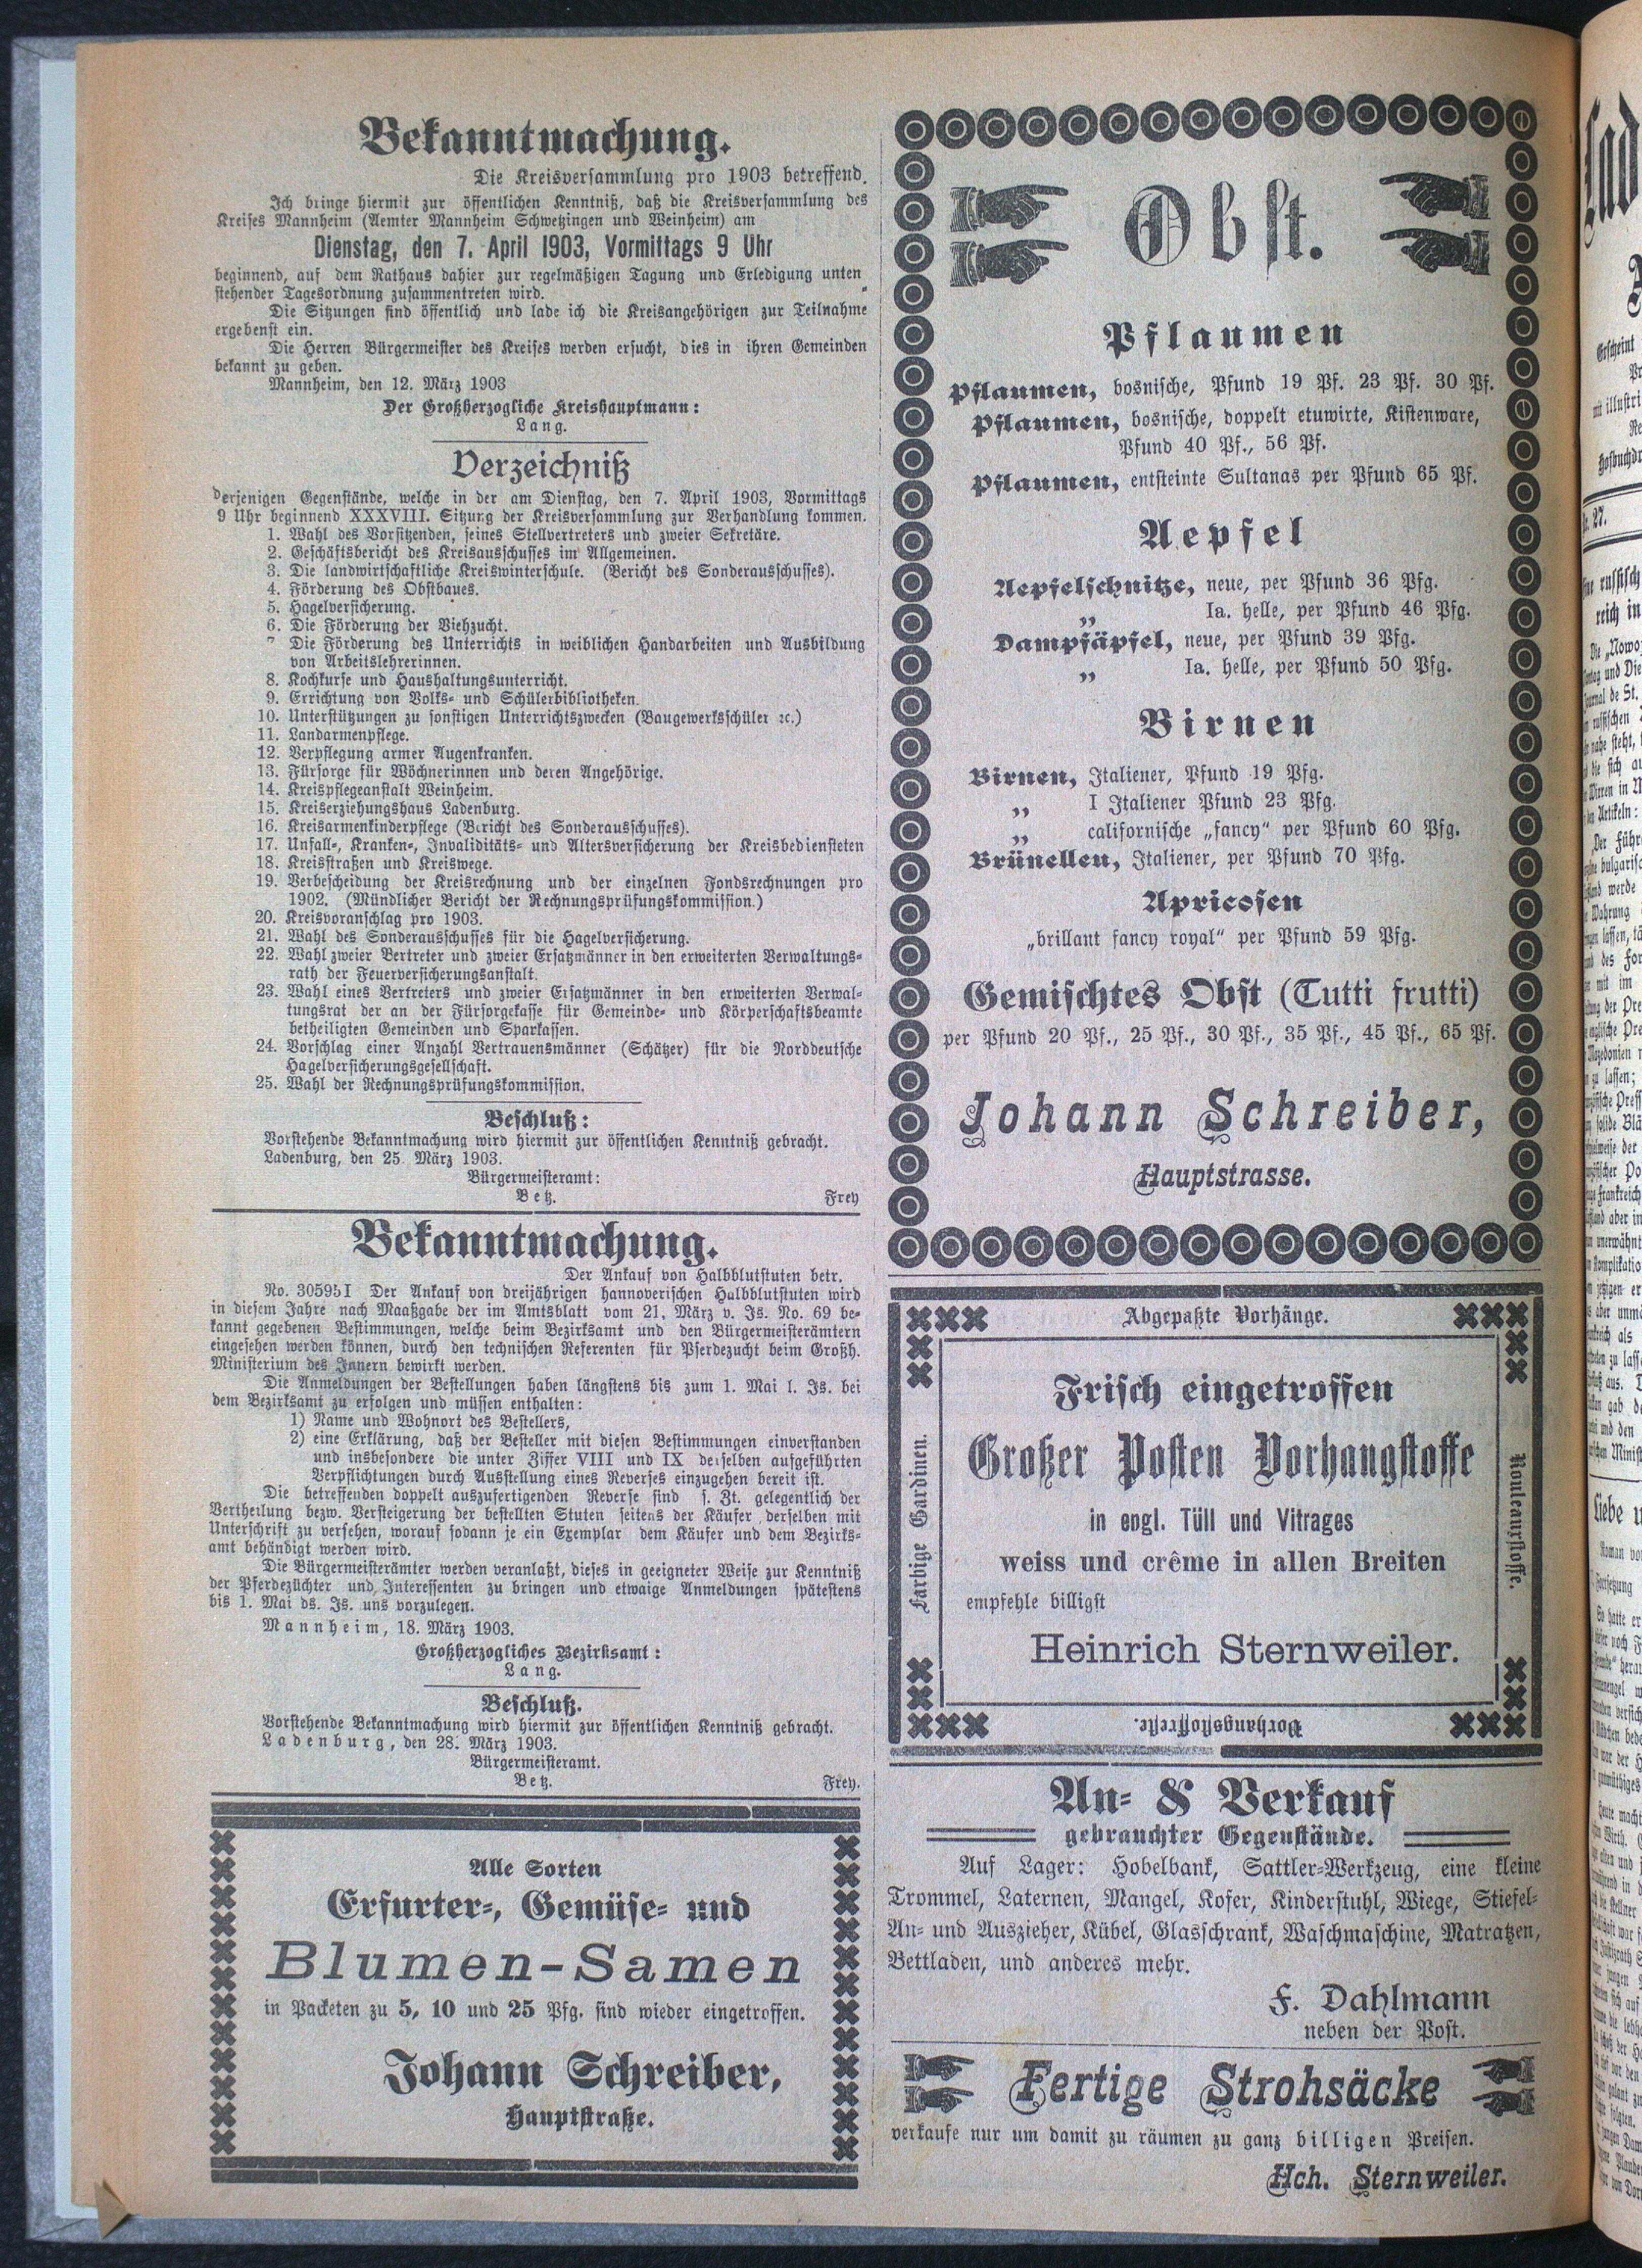 Bekanntmachung.
Die Kreisversammlung pro 1903 betreffend.
Ich bringe hiermit zur öffentlichen Kenntniß, daß die Kreisversammlung des
Kreises Mannheim (Aemter Mannheim Schwetzingen und Weinheim) am
Dienstag, den 7. April 1903, Vormittags 9 Uhr
beginnend, auf dem Rathaus dahier zur regelmäßigen Tagung und Erledigung unten
stehender Tagesordnung zusammentreten wird.
Die Sitzungen sind öffentlich und lade ich die Kreisangehörigen zur Teilnahme
ergebenst ein.
Die Herren Bürgermeister des Kreises werden ersucht, dies in ihren Gemeinden
bekannt zu geben.
Mannheim, den 12. März 1903
Der Großherzogliche Kreishauptmann:
Lang.
Verzeichniß
derjenigen Gegenstände, welche in der am Dienstag, den 7. April 1903, Vormittags
9 Uhr beginnend XXXVIII. Sitzung der Kreisversammlung zur Verhandlung kommen.
1. Wahl des Vorsitzenden, seines Stellvertreters und zweier Sekretäre.
2. Geschäftsbericht des Kreisausschusses im Allgemeinen.
3. Die landwirtschaftliche Kreiswinterschule. (Bericht des Sonderausschusses).
4. Förderung des Obstbaues.
5. Hagelversicherung.
6. Die Förderung der Viehzucht.
7 Die Förderung des Unterrichts in weiblichen Handarbeiten und Ausbildung
von Arbeitslehrerinnen.
8. Kochkurse und Haushaltungsunterricht.
9. Errichtung von Volks- und Schülerbibliotheken.
10. Unterstützungen zu sonstigen Unterrichtszwecken (Baugewerksschüler ꝛc.)
11. Landarmenpflege.
12. Verpflegung armer Augenkranken.
13. Fürsorge für Wöchnerinnen und deren Angehörige.
14. Kreispflegeanstalt Weinheim.
15. Kreiserziehungshaus Ladenburg.
16. Kreisarmenkinderpflege (Bericht des Sonderausschusses).
17. Unfall-, Kranken-, Invaliditäts- und Altersversicherung der Kreisbediensteten
18. Kreisstraßen und Kreiswege.
19. Verbescheidung der Kreisrechnung und der einzelnen Fondsrechnungen pro
1902. (Mündlicher Bericht der Rechnungsprüfungskommission.)
20. Kreisvoranschlag pro 1903.
21. Wahl des Sonderausschusses für die Hagelversicherung.
22. Wahl zweier Vertreter und zweier Ersatzmänner in den erweiterten Verwaltungs-
rath der Feuerversicherungsanstalt.
23. Wahl eines Vertreters und zweier Ersatzmänner in den erweiterten Verwal-
tungsrat der an der Fürsorgekasse für Gemeinde- und Körperschaftsbeamte
betheiligten Gemeinden und Sparkassen.
24. Vorschlag einer Anzahl Vertrauensmänner (Schätzer) für die Norddeutsche
Hagelversicherungsgesellschaft.
25. Wahl der Rechnungsprüfungskommission.
Beschluß:
Vorstehende Bekanntmachung wird hiermit zur öffentlichen Kenntniß gebracht.
Ladenburg, den 25. März 1903.
Bürgermeisteramt:
Betz. Frey
Bekanntmachung.
Der Ankauf von Halbblutstuten betr.
No. 30595I Der Ankauf von dreijährigen hannoverischen Halbblutstuten wird
in diesem Jahre nach Maaßgabe der im Amtsblatt vom 21. März v. Js. No. 69 be-
kannt gegebenen Bestimmungen, welche beim Bezirksamt und den Bürgermeisterämtern
eingesehen werden können, durch den technischen Referenten für Pferdezucht beim Großh.
Ministerium des Innern bewirkt werden.
Die Anmeldungen der Bestellungen haben längstens bis zum 1. Mai l. Js. bei
dem Bezirksamt zu erfolgen und müssen enthalten:
1) Name und Wohnort des Bestellers,
2) eine Erklärung, daß der Besteller mit diesen Bestimmungen einverstanden
und insbesondere die unter Ziffer VIII und IX derselben aufgeführten
Verpflichtungen durch Ausstellung eines Reverses einzugehen bereit ist.
Die betreffenden doppelt auszufertigenden Reverse sind s. Zt. gelegentlich der
Vertheilung bezw. Versteigerung der bestellten Stuten seitens der Käufer derselben mit
Unterschrift zu versehen, worauf sodann je ein Exemplar dem Käufer und dem Bezirks-
amt behändigt werden wird.
Die Bürgermeisterämter werden veranlaßt, dieses in geeigneter Weise zur Kenntniß
der Pferdezüchter und Interessenten zu bringen und etwaige Anmeldungen spätestens
bis 1. Mai ds. Js. uns vorzulegen.
Mannheim, 18. März 1903.
Großherzogliches Bezirksamt:
Lang.
Beschluß.
Vorstehende Bekanntmachung wird hiermit zur öffentlichen Kenntniß gebracht.
Ladenburg, den 28. März 1903.
Bürgermeisteramt.
Betz. Frey.
Alle Sorten
Erfurter-, Gemüse- und
Blumen-Samen
in Packeten zu 5, 10 und 25 Pfg. sind wieder eingetroffen.
Johann Schreiber,
Hauptstraße.
Obst.
Pflaumen
Pflaumen, bosnische, Pfund 19 Pf. 23 Pf. 30 Pf.
Pflaumen, bosnische, doppelt etuwirte, Kistenware,
Pfund 40 Pf., 56 Pf.
Pflaumen, entsteinte Sultanas per Pfund 65 Pf.
Aepfel
Aepfelschnitze, neue, per Pfund 36 Pfg.
„ Ia. helle, per Pfund 46 Pfg.
Dampfäpfel, neue, per Pfund 39 Pfg.
„ Ia. helle, per Pfund 50 Pfg.
Birnen
Birnen, Italiener, Pfund 19 Pfg.
„ I Italiener Pfund 23 Pfg.
„ californische „fancy“ per Pfund 60 Pfg.
Brünellen, Italiener, per Pfund 70 Pfg.
Apricosen
„brillant fancy royal“ per Pfund 59 Pfg.
Gemischtes Obst (Tutti frutti)
per Pfund 20 Pf., 25 Pf., 30 Pf., 35 Pf., 45 Pf., 65 Pf.
Johann Schreiber,
Hauptstrasse.
Abgepaßte Vorhänge.
Farbige Gardinen.
Frisch eingetroffen
Großer Posten Vorhangstoffe
in engl. Tüll und Vitrages
weiss und crême in allen Breiten
empfehle billigst
Heinrich Sternweiler.
Rouleauxstoffe.
Vorhangstoffreste.
An- & Verkauf
gebrauchter Gegenstände.
Auf Lager: Hobelbank, Sattler-Werkzeug, eine kleine
Trommel, Laternen, Mangel, Kofer, Kinderstuhl, Wiege, Stiefel-
An- und Auszieher, Kübel, Glasschrank, Waschmaschine, Matratzen,
Bettladen, und anderes mehr.
F. Dahlmann
neben der Post.
Fertige Strohsäcke
verkaufe nur um damit zu räumen zu ganz billigen Preisen.
Hch. Sternweiler.